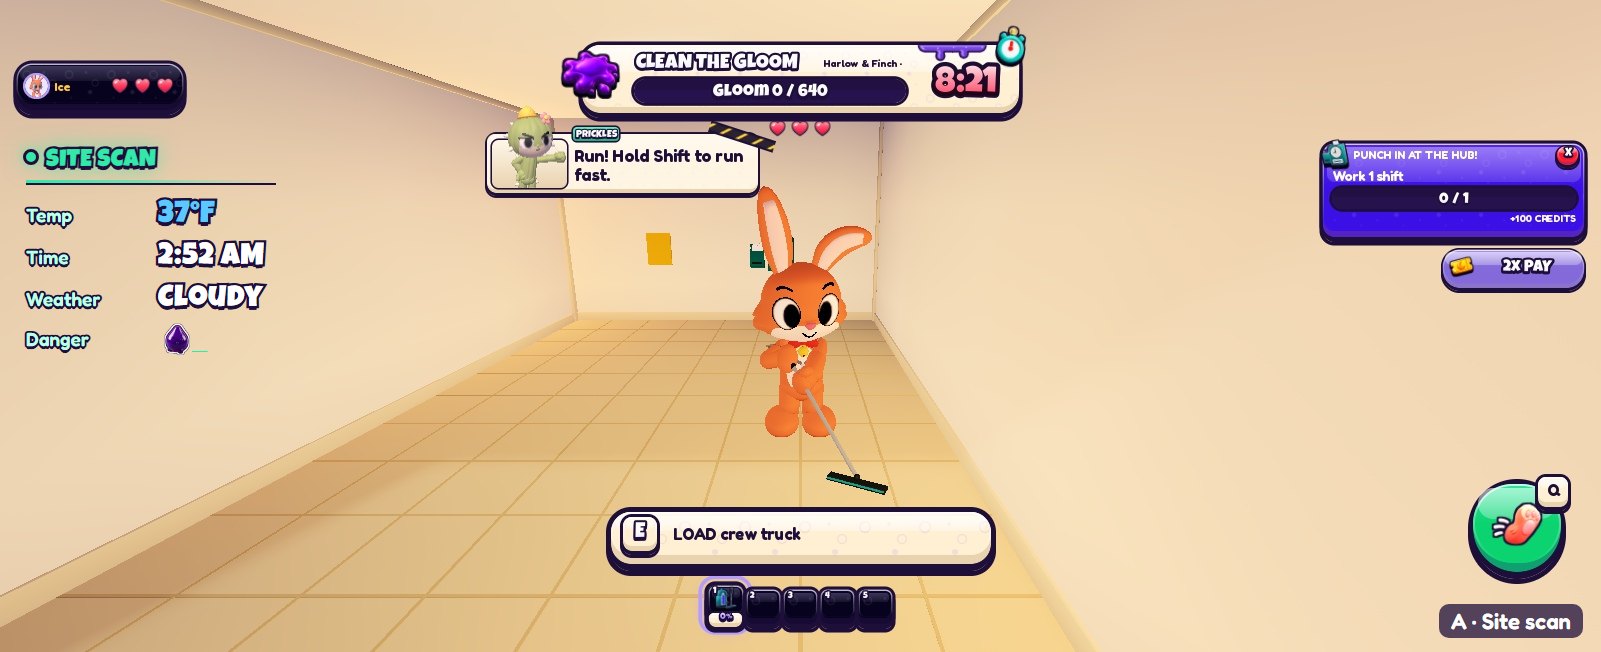 Ice
CLEAN THE GLOOM
Harlow & Finch ·
8:21
Gloom 0 / 640
PRICKLES
Run! Hold Shift to run
fast.
SITE SCAN
Temp 37°F
Time 2:52 AM
Weather CLOUDY
Danger
PUNCH IN AT THE HUB!
X
Work 1 shift
0 / 1
+100 CREDITS
2X PAY
E
LOAD crew truck
1 2 3 4 5
0%
Q
A · Site scan